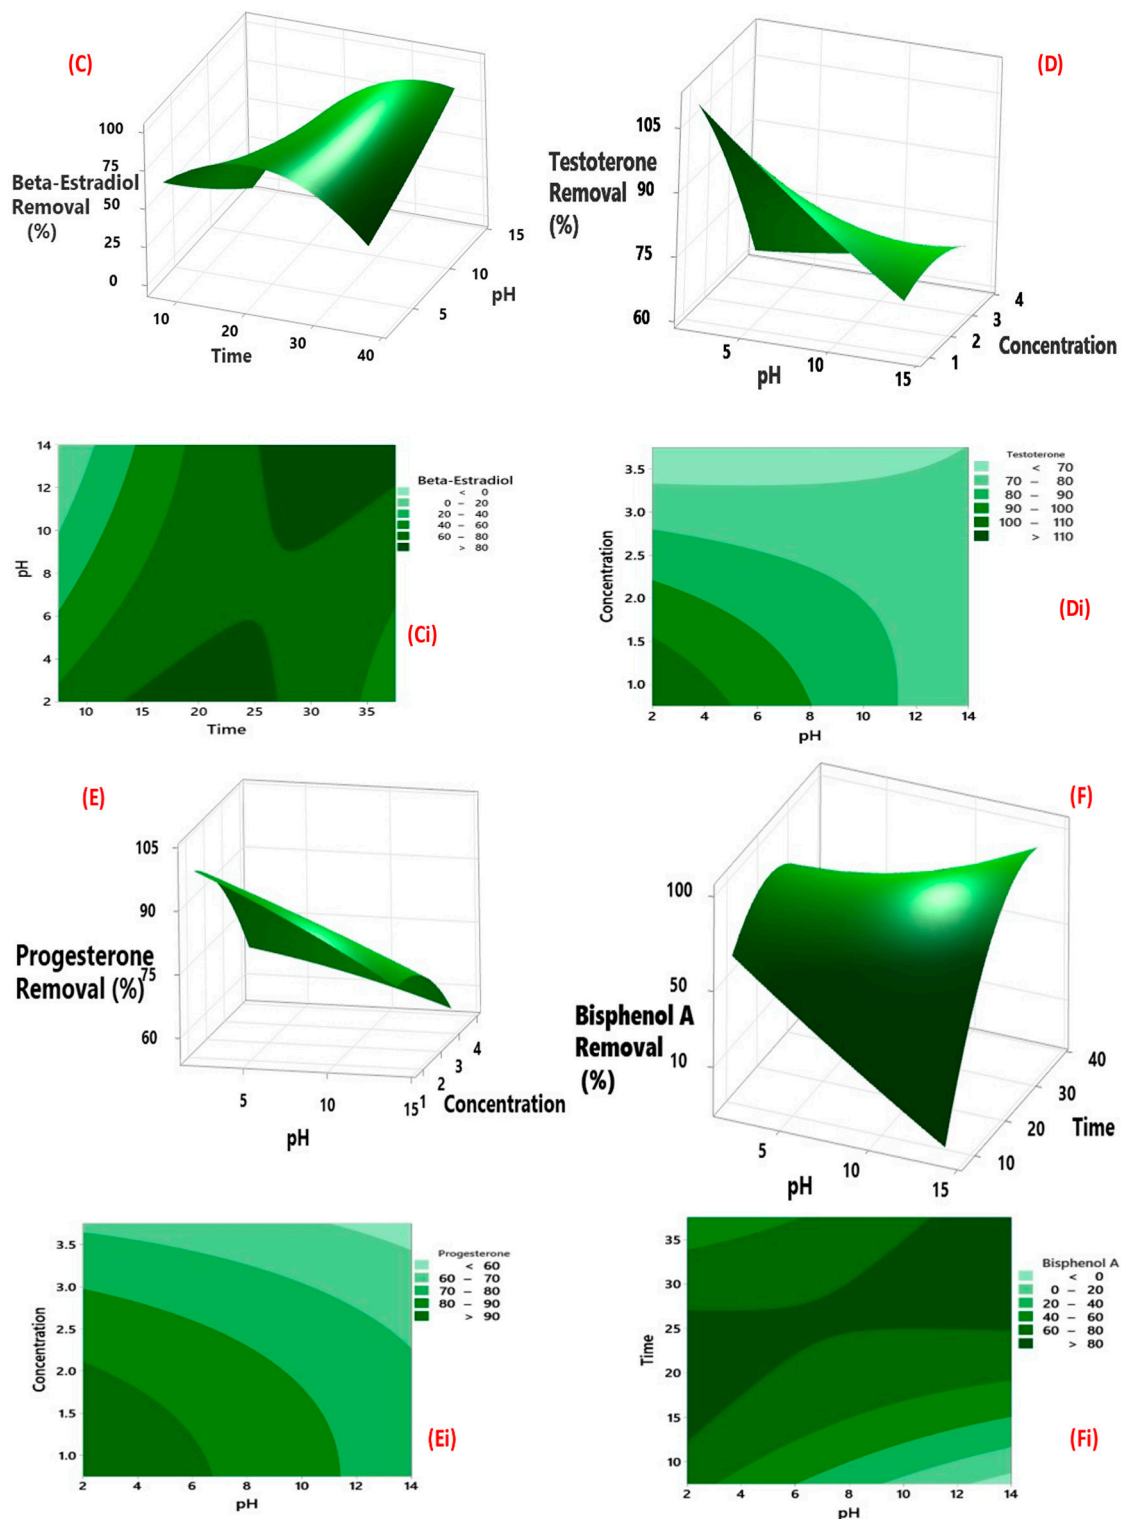 (C)
100
75
Beta-Estradiol
Removal
50
(%)
25
0
10
20
30
40
Time
5
10
15
pH
(D)
105
Testoterone
Removal
90
(%)
75
60
5
10
15
pH
1
2
3
4
Concentration
14
12
10
8
6
4
2
pH
10
15
20
25
30
35
Time
Beta-Estradiol
< 0
0 – 20
20 – 40
40 – 60
60 – 80
> 80
(Ci)
3.5
3.0
2.5
2.0
1.5
1.0
Concentration
2
4
6
8
10
12
14
pH
Testoterone
< 70
70 – 80
80 – 90
90 – 100
100 – 110
> 110
(Di)
(E)
105
90
Progesterone
75
Removal (%)
60
5
10
15
pH
1
2
3
4
Concentration
(F)
100
50
Bisphenol A
Removal
10
(%)
5
10
15
pH
10
20
30
40
Time
3.5
3.0
2.5
2.0
1.5
1.0
Concentration
2
4
6
8
10
12
14
pH
Progesterone
< 60
60 – 70
70 – 80
80 – 90
> 90
(Ei)
35
30
25
20
15
10
Time
2
4
6
8
10
12
14
pH
Bisphenol A
< 0
0 – 20
20 – 40
40 – 60
60 – 80
> 80
(Fi)